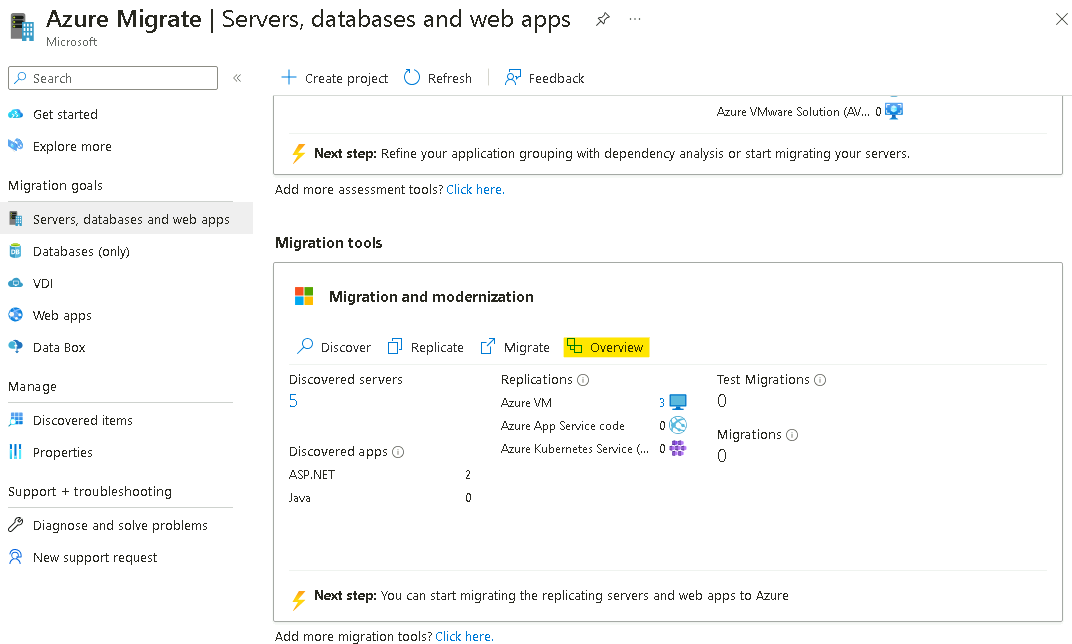 Azure Migrate | Servers, databases and web apps
Microsoft
Search
Get started
Explore more
Migration goals
Servers, databases and web apps
Databases (only)
VDI
Web apps
Data Box
Manage
Discovered items
Properties
Support + troubleshooting
Diagnose and solve problems
New support request
Create project Refresh Feedback
Azure VMware Solution (AV... 0
Next step: Refine your application grouping with dependency analysis or start migrating your servers.
Add more assessment tools? Click here.
Migration tools
Migration and modernization
Discover Replicate Migrate Overview
Discovered servers
5
Discovered apps
ASP.NET 2
Java 0
Replications
Azure VM 3
Azure App Service code 0
Azure Kubernetes Service (... 0
Test Migrations
0
Migrations
0
Next step: You can start migrating the replicating servers and web apps to Azure
Add more migration tools? Click here.